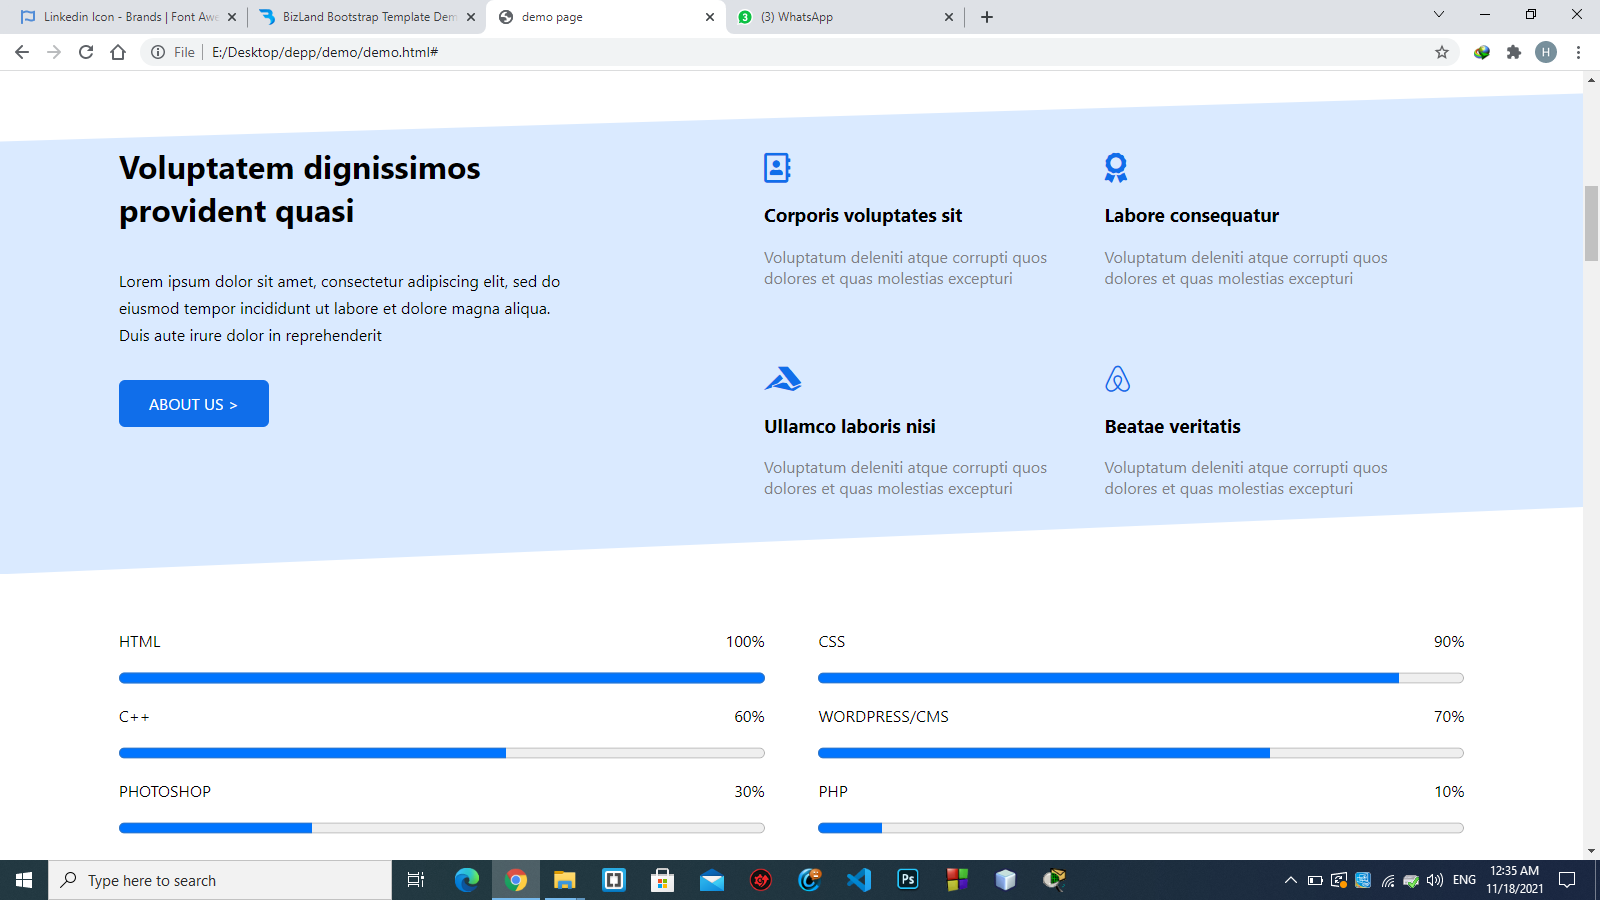 Linkedin Icon - Brands | Font Awe
BizLand Bootstrap Template Dem
demo page
(3) WhatsApp
File
E:/Desktop/depp/demo/demo.html#
H
Voluptatem dignissimos
provident quasi
Lorem ipsum dolor sit amet, consectetur adipiscing elit, sed do
eiusmod tempor incididunt ut labore et dolore magna aliqua.
Duis aute irure dolor in reprehenderit
ABOUT US >
Corporis voluptates sit
Voluptatum deleniti atque corrupti quos
dolores et quas molestias excepturi
Labore consequatur
Voluptatum deleniti atque corrupti quos
dolores et quas molestias excepturi
Ullamco laboris nisi
Voluptatum deleniti atque corrupti quos
dolores et quas molestias excepturi
Beatae veritatis
Voluptatum deleniti atque corrupti quos
dolores et quas molestias excepturi
HTML 100%
CSS 90%
C++ 60%
WORDPRESS/CMS 70%
PHOTOSHOP 30%
PHP 10%
Type here to search
Ps
ENG
12:35 AM
11/18/2021